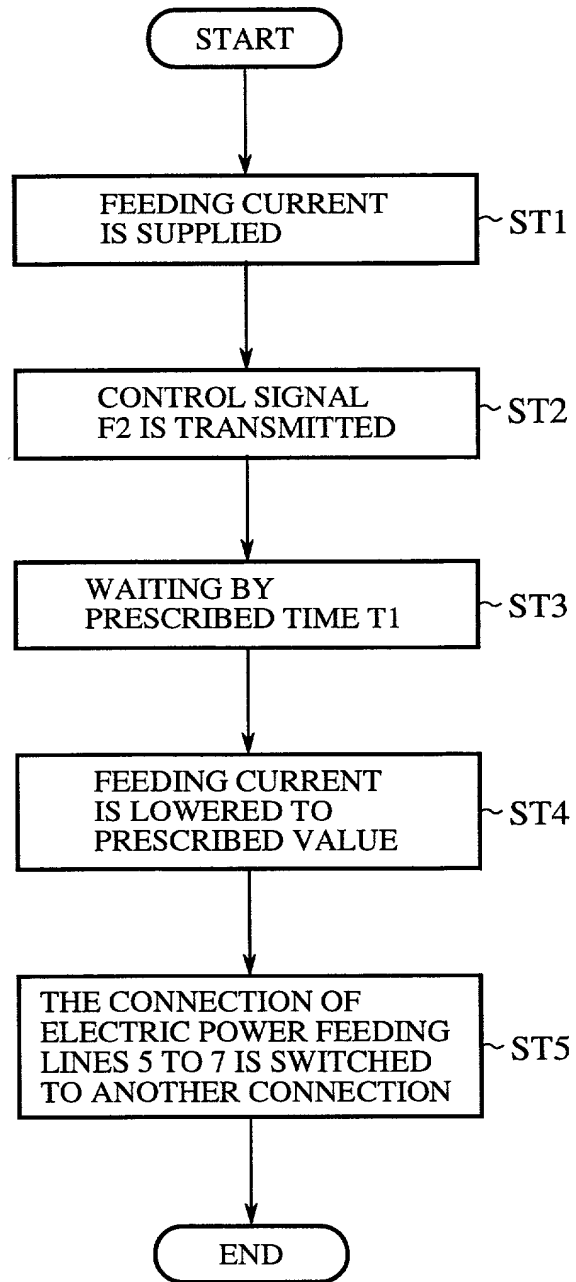 START
FEEDING CURRENT
IS SUPPLIED
~ST1
CONTROL SIGNAL
F2 IS TRANSMITTED
~ST2
WAITING BY
PRESCRIBED TIME T1
~ST3
FEEDING CURRENT
IS LOWERED TO
PRESCRIBED VALUE
~ST4
THE CONNECTION OF
ELECTRIC POWER FEEDING
LINES 5 TO 7 IS SWITCHED
TO ANOTHER CONNECTION
~ST5
END